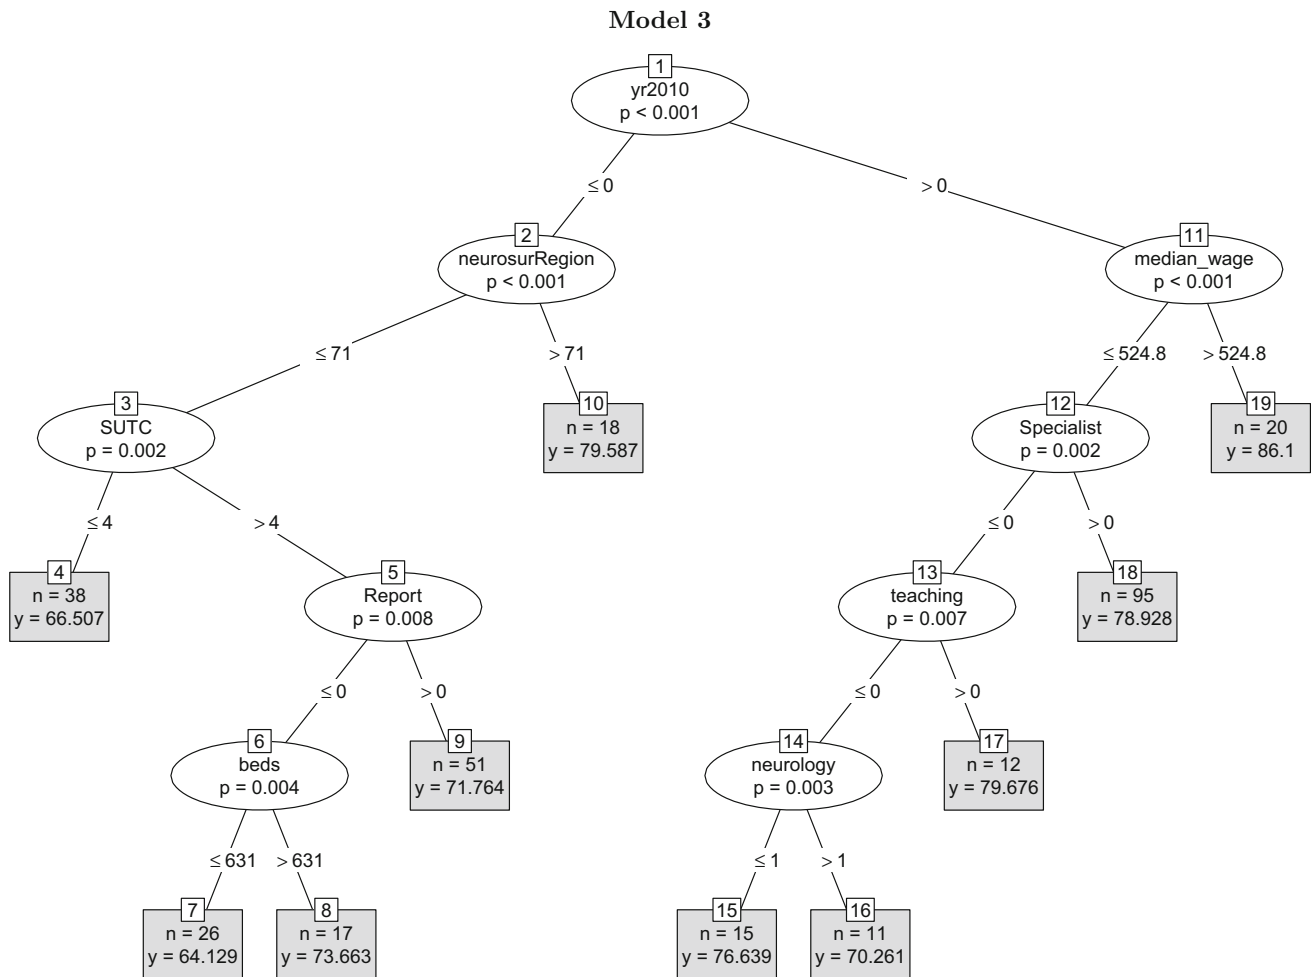 Model 3
1
yr2010
p < 0.001
≤ 0
> 0
2
neurosurRegion
p < 0.001
11
median_wage
p < 0.001
≤ 71
> 71
≤ 524.8
> 524.8
3
SUTC
p = 0.002
10
n = 18
y = 79.587
12
Specialist
p = 0.002
19
n = 20
y = 86.1
≤ 4
> 4
≤ 0
> 0
4
n = 38
y = 66.507
5
Report
p = 0.008
13
teaching
p = 0.007
18
n = 95
y = 78.928
≤ 0
> 0
≤ 0
> 0
6
beds
p = 0.004
9
n = 51
y = 71.764
14
neurology
p = 0.003
17
n = 12
y = 79.676
≤ 631
> 631
≤ 1
> 1
7
n = 26
y = 64.129
8
n = 17
y = 73.663
15
n = 15
y = 76.639
16
n = 11
y = 70.261